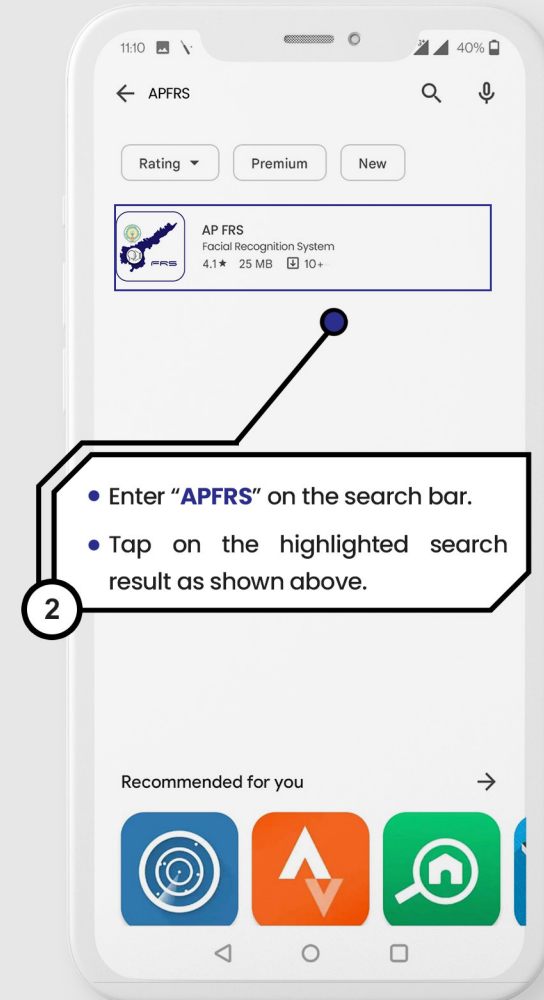 11:10 40%
APFRS
Rating Premium New
AP FRS
Facial Recognition System
FRS
4.1★ 25 MB 10+
• Enter “APFRS” on the search bar.
• Tap on the highlighted search
result as shown above.
2
Recommended for you